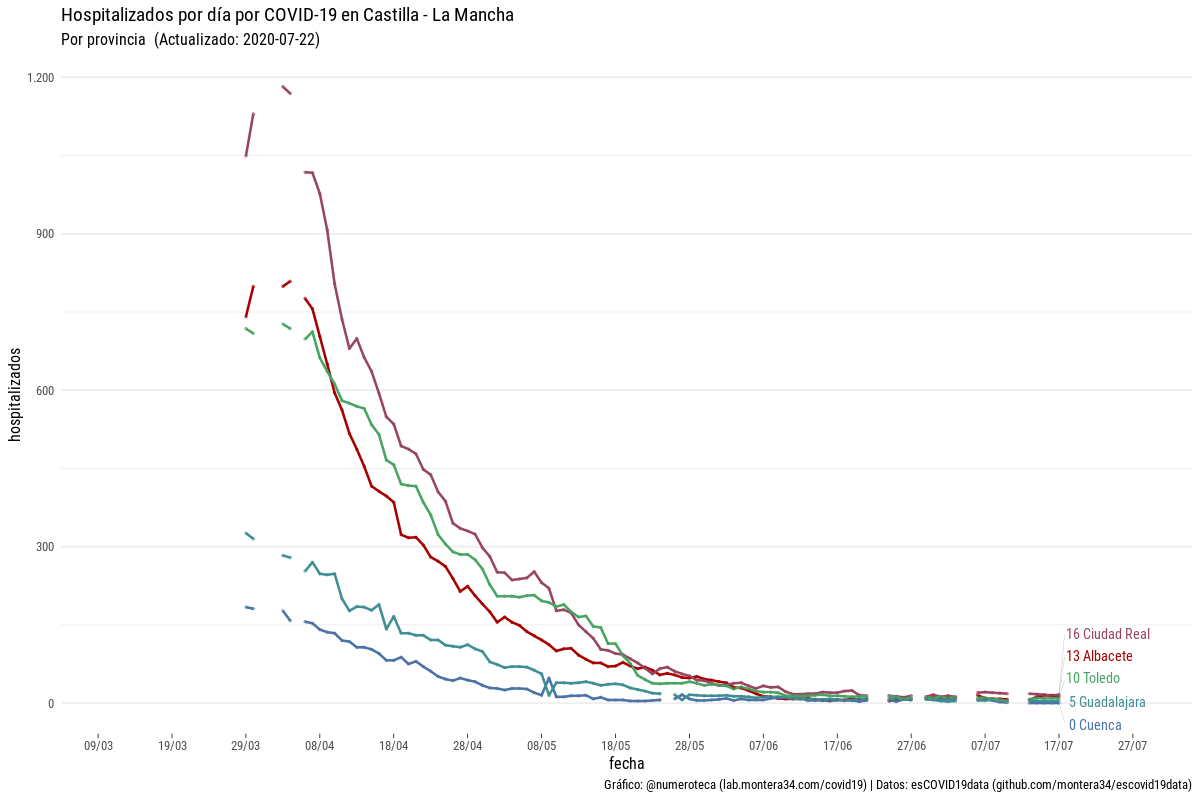 Hospitalizados por día por COVID-19 en Castilla - La Mancha
Por provincia (Actualizado: 2020-07-22)
1.200
900
600
300
0
hospitalizados
16 Ciudad Real
13 Albacete
10 Toledo
5 Guadalajara
0 Cuenca
09/03 19/03 29/03 08/04 18/04 28/04 08/05 18/05 28/05 07/06 17/06 27/06 07/07 17/07 27/07
fecha
Gráfico: @numeroteca (lab.montera34.com/covid19) | Datos: esCOVID19data (github.com/montera34/escovid19data)